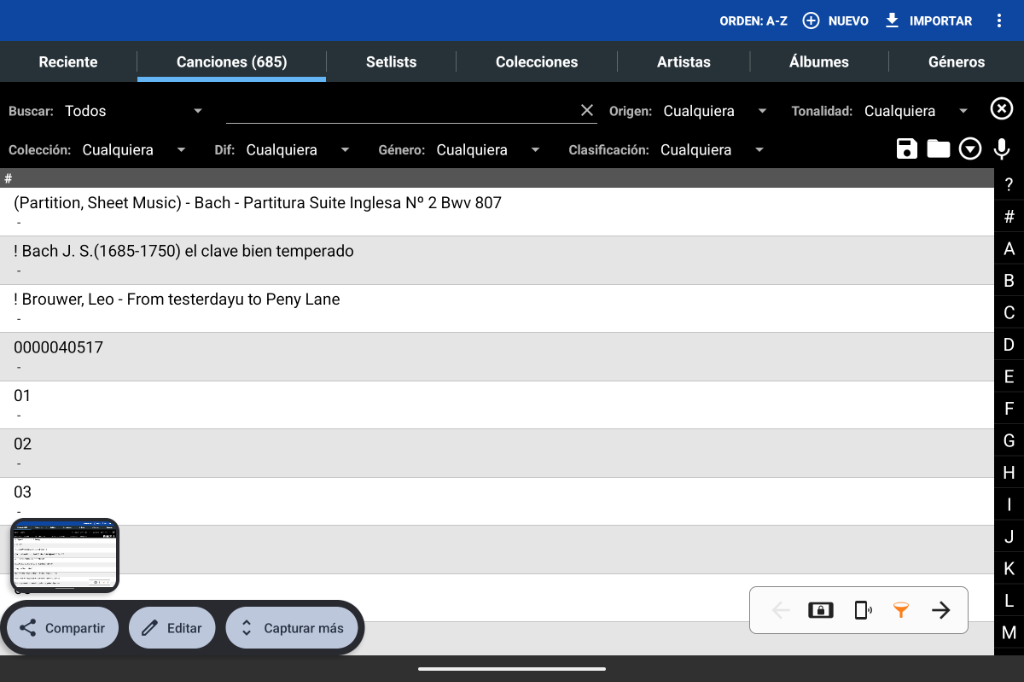 ORDEN: A-Z NUEVO IMPORTAR
Reciente Canciones (685) Setlists Colecciones Artistas Álbumes Géneros
Buscar: Todos Origen: Cualquiera Tonalidad: Cualquiera
Colección: Cualquiera Dif: Cualquiera Género: Cualquiera Clasificación: Cualquiera
#
(Partition, Sheet Music) - Bach - Partitura Suite Inglesa Nº 2 Bwv 807
-
! Bach J. S.(1685-1750) el clave bien temperado
-
! Brouwer, Leo - From testerdayu to Peny Lane
-
0000040517
-
01
-
02
-
03
-
?
#
A
B
C
D
E
F
G
H
I
J
K
L
M
Compartir Editar Capturar más